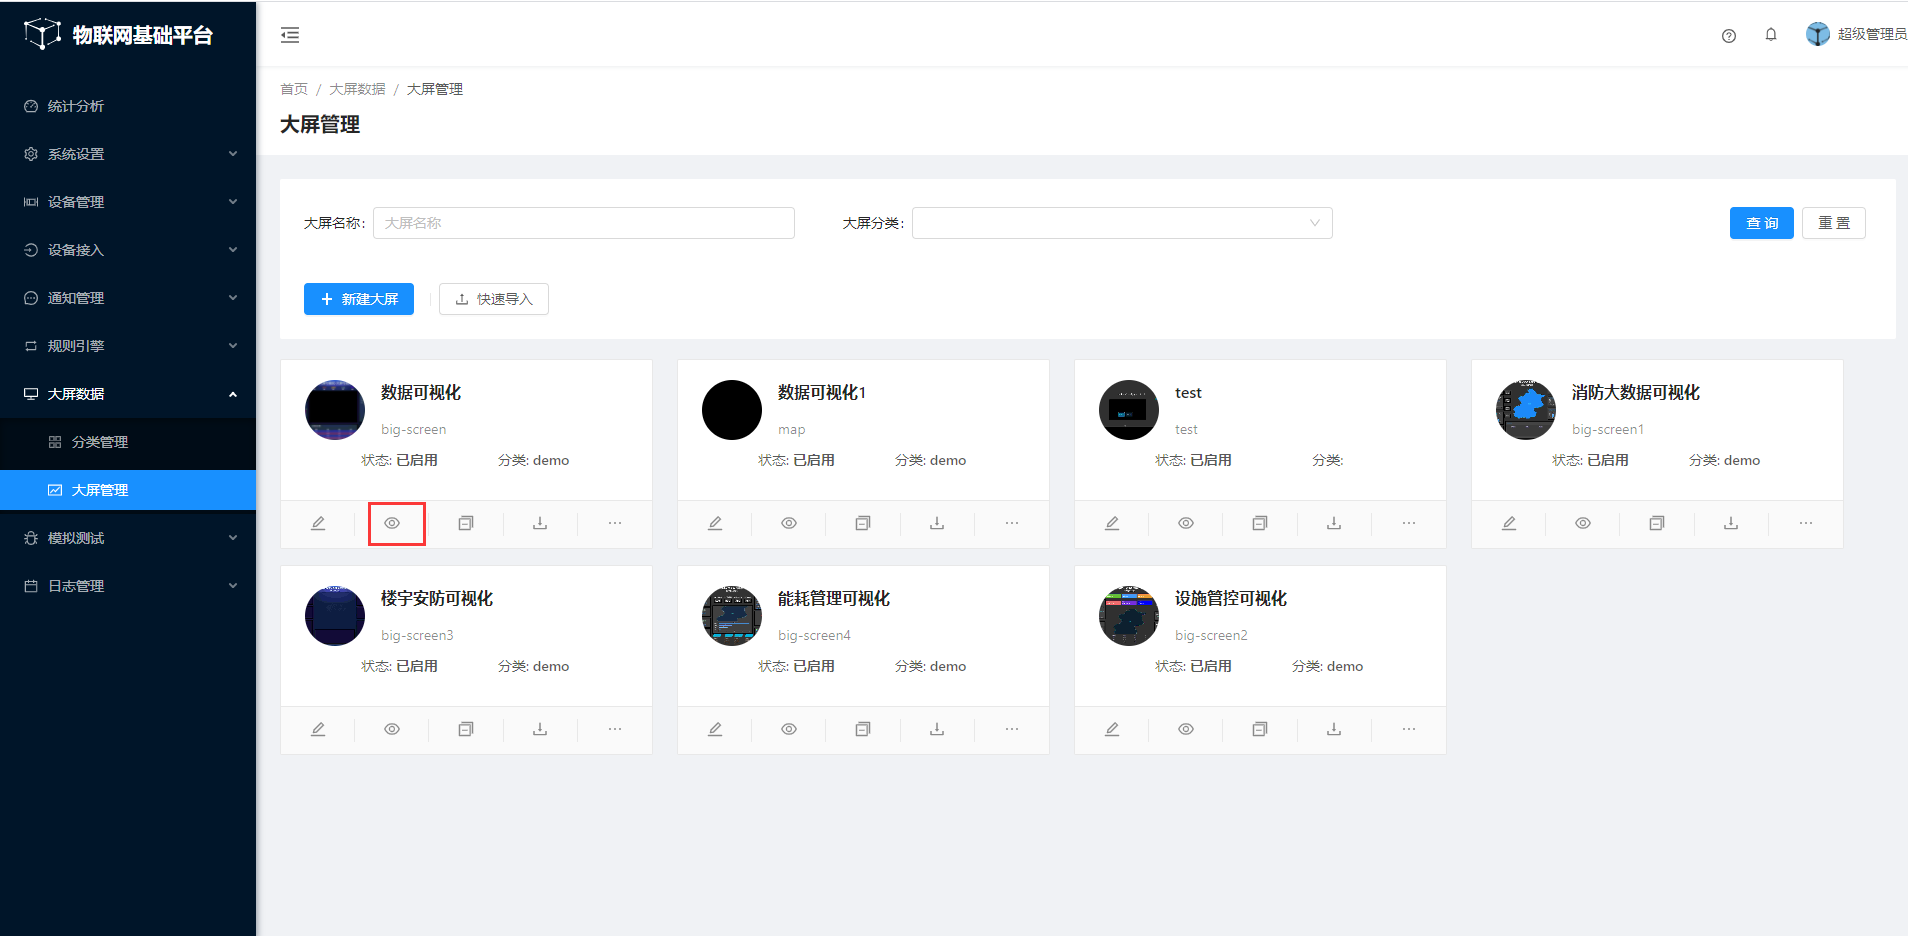 物联网基础平台
超级管理员
统计分析
系统设置
设备管理
设备接入
通知管理
规则引擎
大屏数据
分类管理
大屏管理
模拟测试
日志管理
首页 / 大屏数据 / 大屏管理
大屏管理
大屏名称: 大屏名称 大屏分类: 查 询 重 置
新建大屏 快速导入
数据可视化
big-screen
状态: 已启用 分类: demo
数据可视化1
map
状态: 已启用 分类: demo
test
test
状态: 已启用 分类:
消防大数据可视化
big-screen1
状态: 已启用 分类: demo
楼宇安防可视化
big-screen3
状态: 已启用 分类: demo
能耗管理可视化
big-screen4
状态: 已启用 分类: demo
设施管控可视化
big-screen2
状态: 已启用 分类: demo